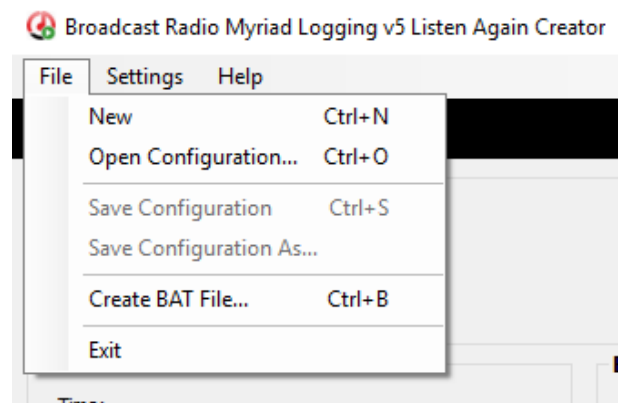 Broadcast Radio Myriad Logging v5 Listen Again Creator
File Settings Help
New Ctrl+N
Open Configuration... Ctrl+O
Save Configuration Ctrl+S
Save Configuration As...
Create BAT File... Ctrl+B
Exit